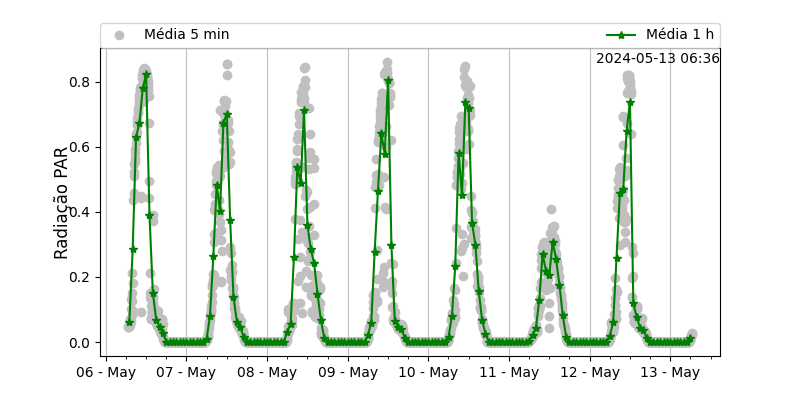 Média 5 min
Média 1 h
2024-05-13 06:36
Radiação PAR
0.8
0.6
0.4
0.2
0.0
06 - May
07 - May
08 - May
09 - May
10 - May
11 - May
12 - May
13 - May